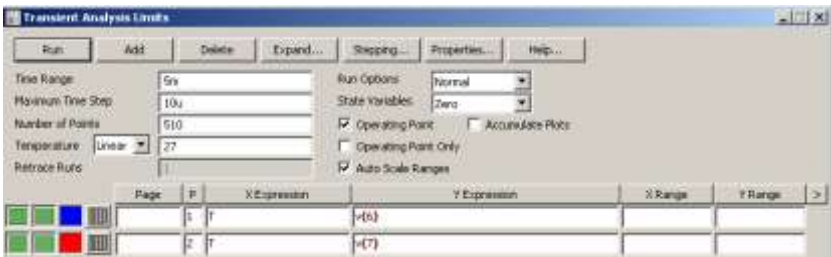 Transient Analysis Limits
Run Add Delete Expand... Stepping... Properties... Help...
Time Range 5m Run Options Normal
Maximum Time Step 10u State Variables Zero
Number of Points 510 Operating Point Accumulate Plots
Temperature Linear 27 Operating Point Only
Retrace Runs 1 Auto Scale Ranges
Page P X Expression Y Expression X Range Y Range >
1 T v(6)
2 T v(7)